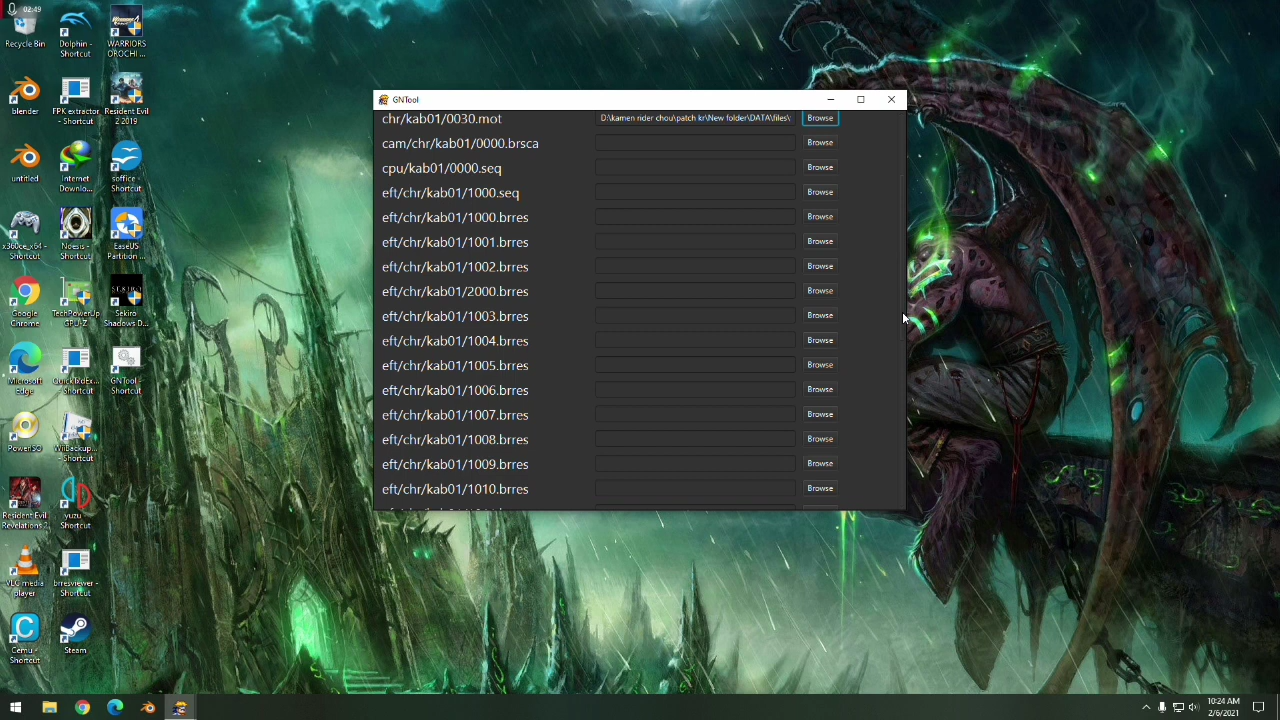 02:49
Recycle Bin
Dolphin -
Shortcut
WARRIORS
OROCHI ...
blender
FPK extractor
- Shortcut
Resident Evil
2 2019
untitled
Internet
Downlo...
soffice -
Shortcut
x360ce_x64 -
Shortcut
Noesis -
Shortcut
EaseUS
Partition ...
Google
Chrome
TechPowerUp
GPU-Z
SEKIRO
Sekiro
Shadows D...
Microsoft
Edge
QuickBMSEx...
- Shortcut
GNTool -
Shortcut
PowerISO
WiiBackup...
- Shortcut
Resident Evil
Revelations 2
yuzu -
Shortcut
VLC media
player
brresviewer -
Shortcut
Cemu -
Shortcut
Steam
GNTool
chr/kab01/0030.mot D:\kamen rider chou\patch kr\New folder\DATA\files\ Browse
cam/chr/kab01/0000.brsca Browse
cpu/kab01/0000.seq Browse
eft/chr/kab01/1000.seq Browse
eft/chr/kab01/1000.brres Browse
eft/chr/kab01/1001.brres Browse
eft/chr/kab01/1002.brres Browse
eft/chr/kab01/2000.brres Browse
eft/chr/kab01/1003.brres Browse
eft/chr/kab01/1004.brres Browse
eft/chr/kab01/1005.brres Browse
eft/chr/kab01/1006.brres Browse
eft/chr/kab01/1007.brres Browse
eft/chr/kab01/1008.brres Browse
eft/chr/kab01/1009.brres Browse
eft/chr/kab01/1010.brres Browse
10:24 AM
2/6/2021